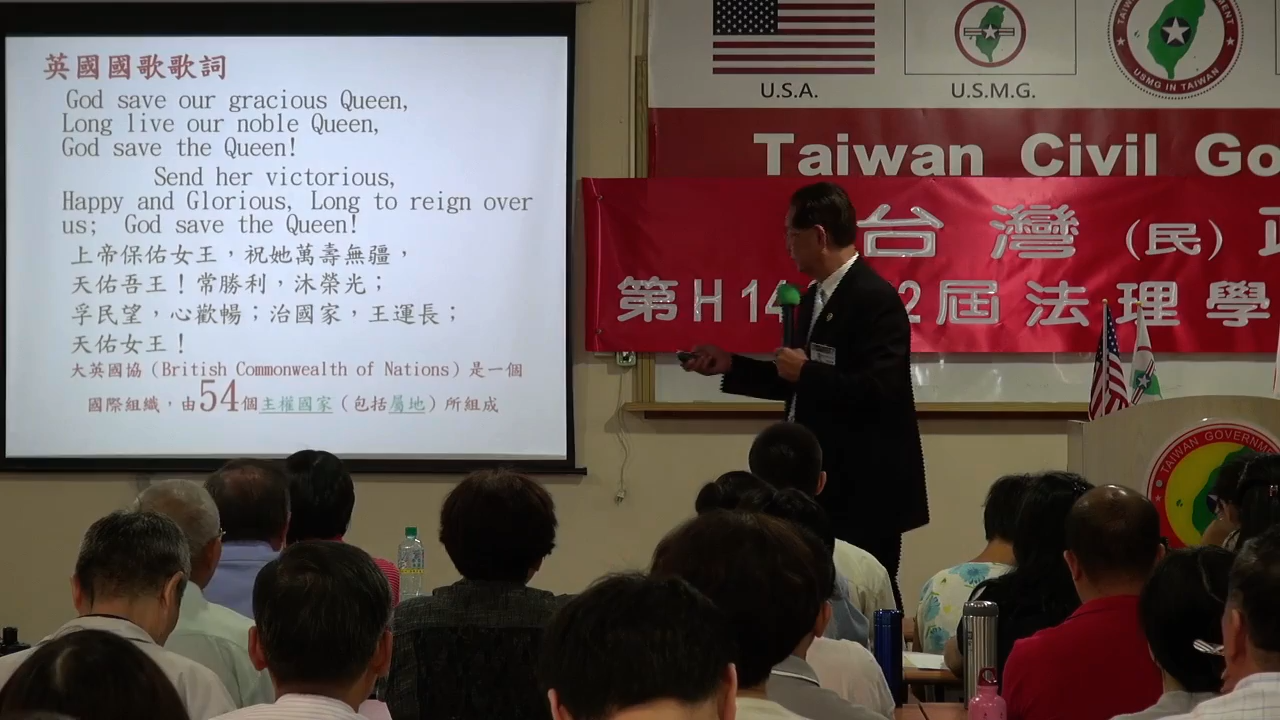 英國國歌歌詞
God save our gracious Queen,
Long live our noble Queen,
God save the Queen!
Send her victorious,
Happy and Glorious, Long to reign over
us; God save the Queen!
上帝保佑女王，祝她萬壽無疆，
天佑吾王！常勝利，沐榮光；
孚民望，心歡暢；治國家，王運長；
天佑女王！
大英國協（British Commonwealth of Nations）是一個
國際組織，由54個主權國家（包括屬地）所組成
U.S.A.
U.S.M.G.
USMG IN TAIWAN
Taiwan Civil Go
台灣（民）政
第H14 2屆法理學
TAIWAN GOVERNMENT